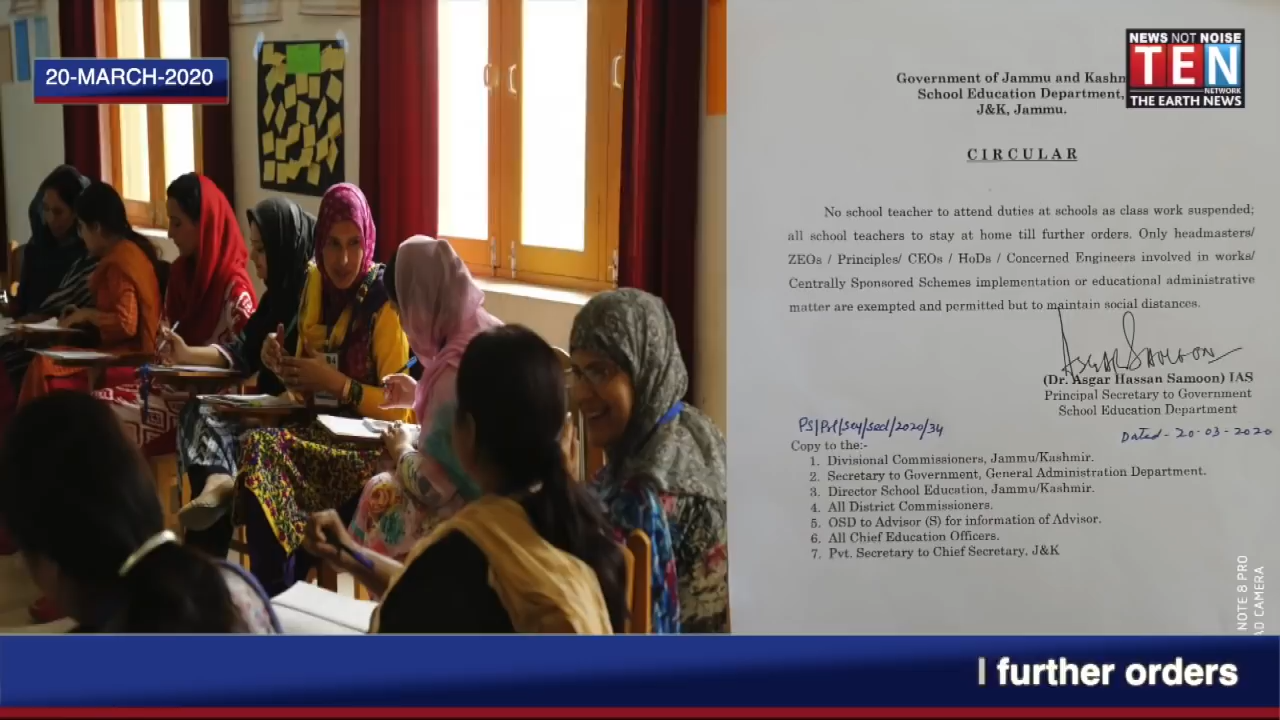 20-MARCH-2020
NEWS NOT NOISE
TEN
NETWORK
THE EARTH NEWS
Government of Jammu and Kashm
School Education Department,
J&K, Jammu.
CIRCULAR
No school teacher to attend duties at schools as class work suspended;
all school teachers to stay at home till further orders. Only headmasters/
ZEOs / Principles/ CEOs / HoDs / Concerned Engineers involved in works/
Centrally Sponsored Schemes implementation or educational administrative
matter are exempted and permitted but to maintain social distances.
ASGAR SAMOON
(Dr. Asgar Hassan Samoon) IAS
Principal Secretary to Government
School Education Department
Dated - 20-03-2020
Copy to the:-
1. Divisional Commissioners, Jammu/Kashmir.
2. Secretary to Government, General Administration Department.
3. Director School Education, Jammu/Kashmir.
4. All District Commissioners.
5. OSD to Advisor (S) for information of Advisor.
6. All Chief Education Officers.
7. Pvt. Secretary to Chief Secretary, J&K
NOTE 8 PRO
AD CAMERA
l further orders